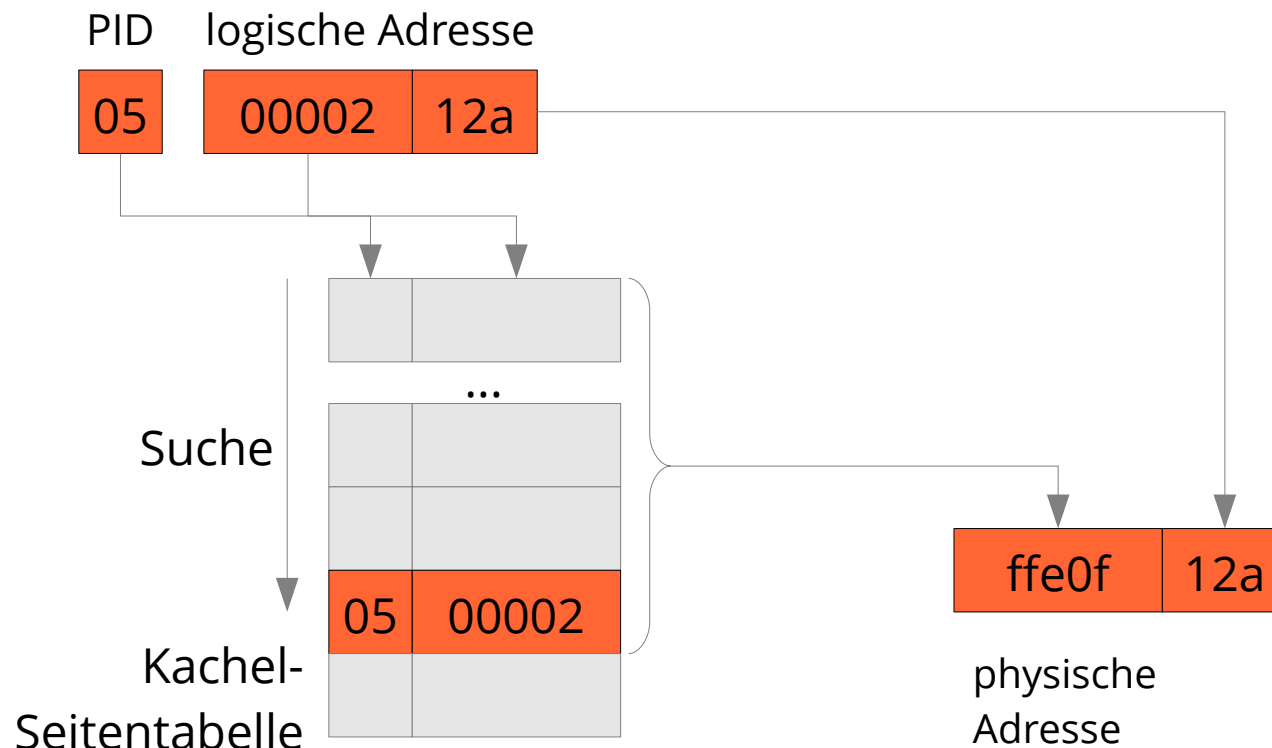 PID logische Adresse
05 00002 12a
...
Suche
05 00002
ffe0f 12a
Kachel-
Seitentabelle
physische
Adresse